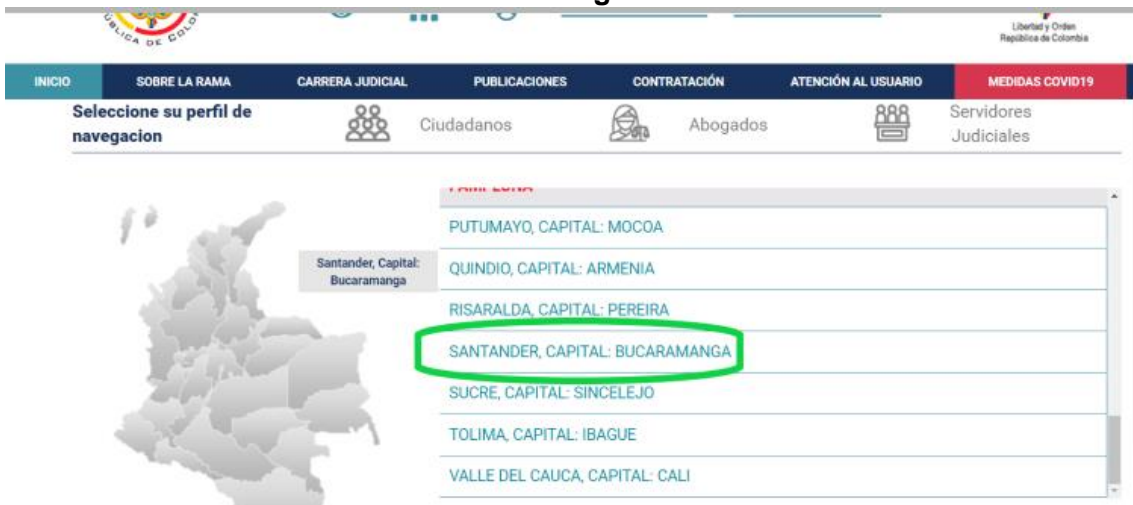 Libertad y Orden
República de Colombia
INICIO SOBRE LA RAMA CARRERA JUDICIAL PUBLICACIONES CONTRATACIÓN ATENCIÓN AL USUARIO MEDIDAS COVID19
Seleccione su perfil de
navegacion
Ciudadanos
Abogados
Servidores
Judiciales
Santander, Capital:
Bucaramanga
PAMPLONA
PUTUMAYO, CAPITAL: MOCOA
QUINDIO, CAPITAL: ARMENIA
RISARALDA, CAPITAL: PEREIRA
SANTANDER, CAPITAL: BUCARAMANGA
SUCRE, CAPITAL: SINCELEJO
TOLIMA, CAPITAL: IBAGUE
VALLE DEL CAUCA, CAPITAL: CALI